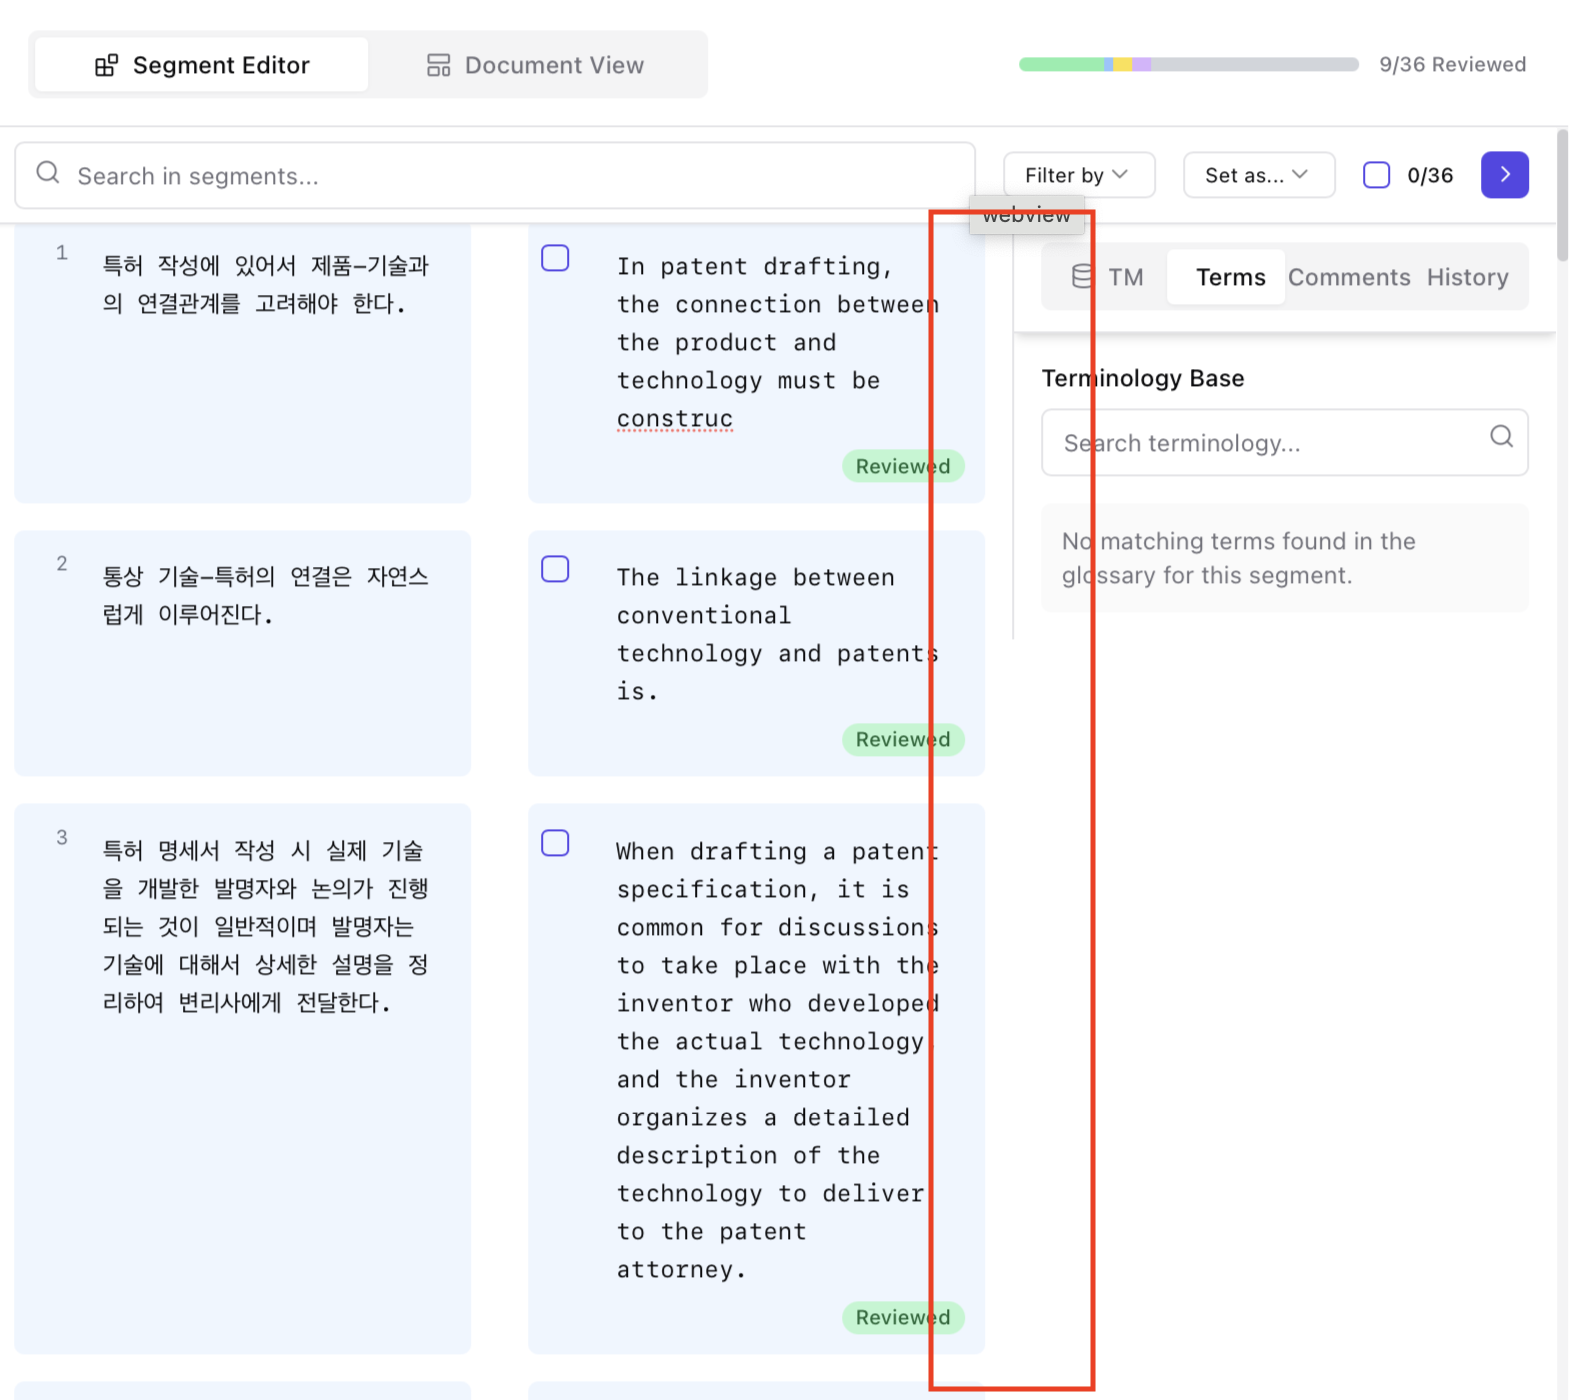 Segment Editor
Document View
9/36 Reviewed
Search in segments...
Filter by
Set as...
0/36
webview
1
특허 작성에 있어서 제품–기술과
의 연결관계를 고려해야 한다.
In patent drafting,
the connection between
the product and
technology must be
construc
Reviewed
TM
Terms
Comments
History
Terminology Base
Search terminology...
No matching terms found in the
glossary for this segment.
2
통상 기술–특허의 연결은 자연스
럽게 이루어진다.
The linkage between
conventional
technology and patents
is.
Reviewed
3
특허 명세서 작성 시 실제 기술
을 개발한 발명자와 논의가 진행
되는 것이 일반적이며 발명자는
기술에 대해서 상세한 설명을 정
리하여 변리사에게 전달한다.
When drafting a patent
specification, it is
common for discussions
to take place with the
inventor who developed
the actual technology,
and the inventor
organizes a detailed
description of the
technology to deliver
to the patent
attorney.
Reviewed